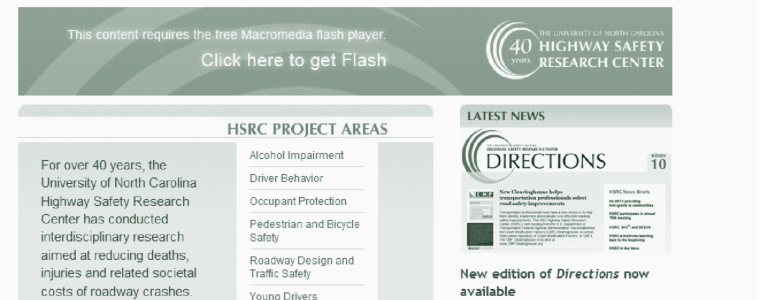 This content requires the free Macromedia flash player.
Click here to get Flash
40
years
THE UNIVERSITY OF NORTH CAROLINA
HIGHWAY SAFETY
RESEARCH CENTER
HSRC PROJECT AREAS
For over 40 years, the
University of North Carolina
Highway Safety Research
Center has conducted
interdisciplinary research
aimed at reducing deaths,
injuries and related societal
costs of roadway crashes.
Alcohol Impairment
Driver Behavior
Occupant Protection
Pedestrian and Bicycle
Safety
Roadway Design and
Traffic Safety
Young Drivers
LATEST NEWS
HIGHWAY SAFETY RESEARCH CENTER
DIRECTIONS
winter
10
New Clearinghouse helps
transportation professionals select
road safety improvements
HSRC News Briefs
New edition of Directions now
available